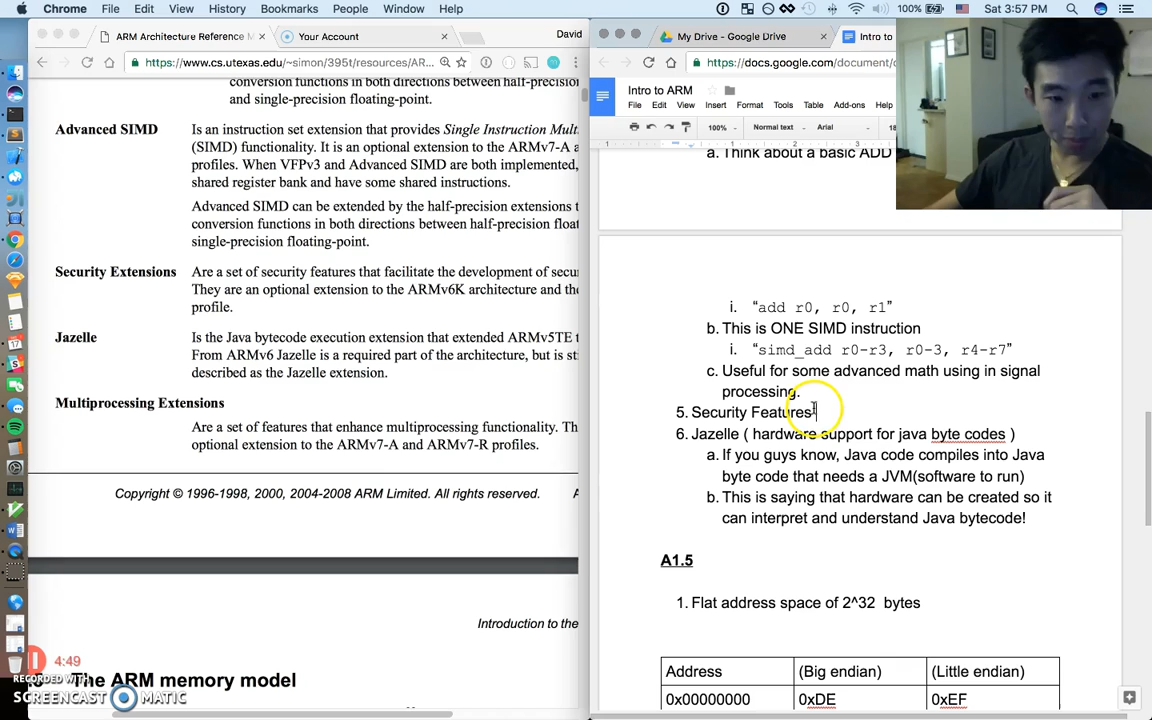 Chrome File Edit View History Bookmarks People Window Help
100% Sat 3:57 PM
ARM Architecture Reference M
Your Account
David
My Drive - Google Drive
Intro to
https://www.cs.utexas.edu/~simon/395t/resources/AR...
https://docs.google.com/document/
Intro to ARM
File Edit View Insert Format Tools Table Add-ons Help
100% Normal text Arial 18
1 1 2 3
conversion functions in both directions between half-precision
and single-precision floating-point.
Advanced SIMD
Is an instruction set extension that provides Single Instruction Mul
(SIMD) functionality. It is an optional extension to the ARMv7-A a
profiles. When VFPv3 and Advanced SIMD are both implemented,
shared register bank and have some shared instructions.
Advanced SIMD can be extended by the half-precision extensions t
conversion functions in both directions between half-precision float
single-precision floating-point.
Security Extensions
Are a set of security features that facilitate the development of secu
They are an optional extension to the ARMv6K architecture and the
profile.
Jazelle
Is the Java bytecode execution extension that extended ARMv5TE t
From ARMv6 Jazelle is a required part of the architecture, but is sti
described as the Jazelle extension.
Multiprocessing Extensions
Are a set of features that enhance multiprocessing functionality. Th
optional extension to the ARMv7-A and ARMv7-R profiles.
Copyright © 1996-1998, 2000, 2004-2008 ARM Limited. All rights reserved.
Introduction to the
The ARM memory model
4:49
RECORDED WITH
SCREENCAST MATIC
a. Think about a basic ADD
i. “add r0, r0, r1”
b. This is ONE SIMD instruction
i. “simd_add r0-r3, r0-3, r4-r7”
c. Useful for some advanced math using in signal
processing.
5. Security Features
6. Jazelle ( hardware support for java byte codes )
a. If you guys know, Java code compiles into Java
byte code that needs a JVM(software to run)
b. This is saying that hardware can be created so it
can interpret and understand Java bytecode!
A1.5
1. Flat address space of 2^32 bytes
Address (Big endian) (Little endian)
0x00000000 0xDE 0xEF